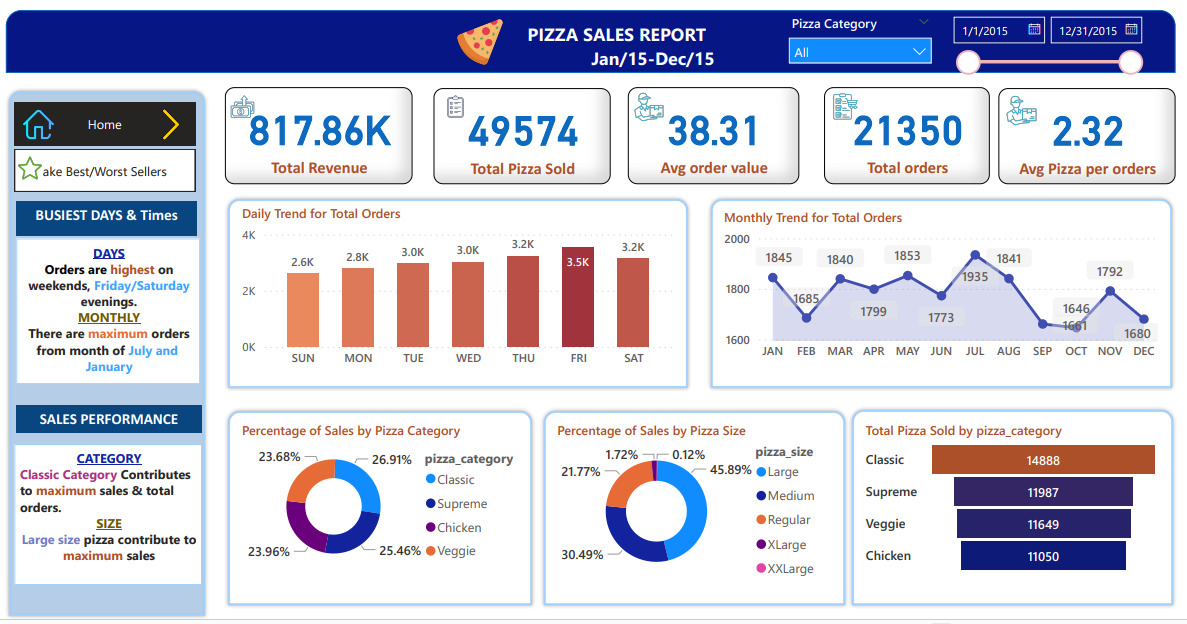 PIZZA SALES REPORT
Jan/15-Dec/15
Pizza Category
All
1/1/2015
12/31/2015
Home
ake Best/Worst Sellers
BUSIEST DAYS & Times
DAYS
Orders are highest on
weekends, Friday/Saturday
evenings.
MONTHLY
There are maximum orders
from month of July and
January
SALES PERFORMANCE
CATEGORY
Classic Category Contributes
to maximum sales & total
orders.
SIZE
Large size pizza contribute to
maximum sales
817.86K
Total Revenue
49574
Total Pizza Sold
38.31
Avg order value
21350
Total orders
2.32
Avg Pizza per orders
Daily Trend for Total Orders
4K
2K
0K
2.6K
2.8K
3.0K
3.0K
3.2K
3.5K
3.2K
SUN
MON
TUE
WED
THU
FRI
SAT
Monthly Trend for Total Orders
2000
1800
1600
1845
1685
1840
1799
1853
1773
1935
1841
1661
1646
1792
1680
JAN
FEB
MAR
APR
MAY
JUN
JUL
AUG
SEP
OCT
NOV
DEC
Percentage of Sales by Pizza Category
23.68%
26.91%
23.96%
25.46%
pizza_category
Classic
Supreme
Chicken
Veggie
Percentage of Sales by Pizza Size
1.72%
0.12%
21.77%
45.89%
30.49%
pizza_size
Large
Medium
Regular
XLarge
XXLarge
Total Pizza Sold by pizza_category
Classic
14888
Supreme
11987
Veggie
11649
Chicken
11050